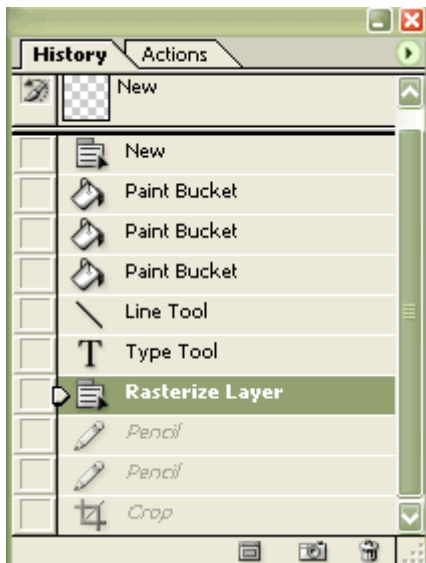 History Actions
New
New
Paint Bucket
Paint Bucket
Paint Bucket
Line Tool
Type Tool
Rasterize Layer
Pencil
Pencil
Crop